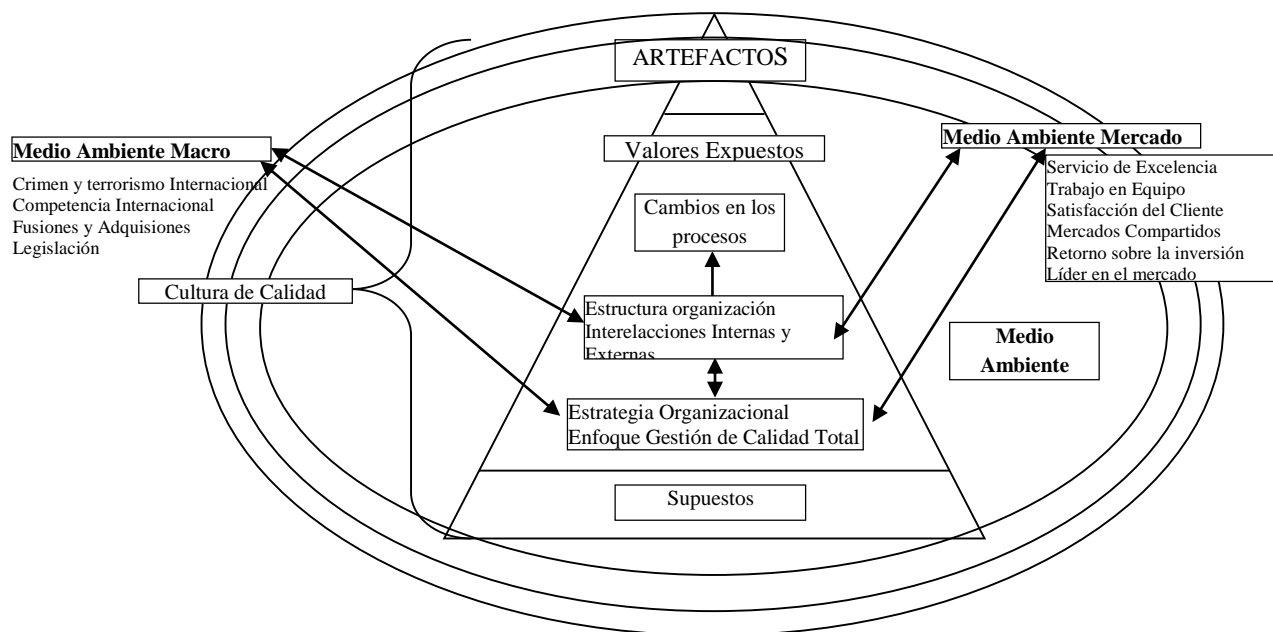 ARTEFACTOS
Medio Ambiente Macro
Crimen y terrorismo Internacional
Competencia Internacional
Fusiones y Adquisiones
Legislación
Cultura de Calidad
Valores Expuestos
Cambios en los
procesos
Estructura organización
Interelacciones Internas y
Externas
Estrategia Organizacional
Enfoque Gestión de Calidad Total
Supuestos
Medio Ambiente Mercado
Servicio de Excelencia
Trabajo en Equipo
Satisfacción del Cliente
Mercados Compartidos
Retorno sobre la inversión
Líder en el mercado
Medio
Ambiente